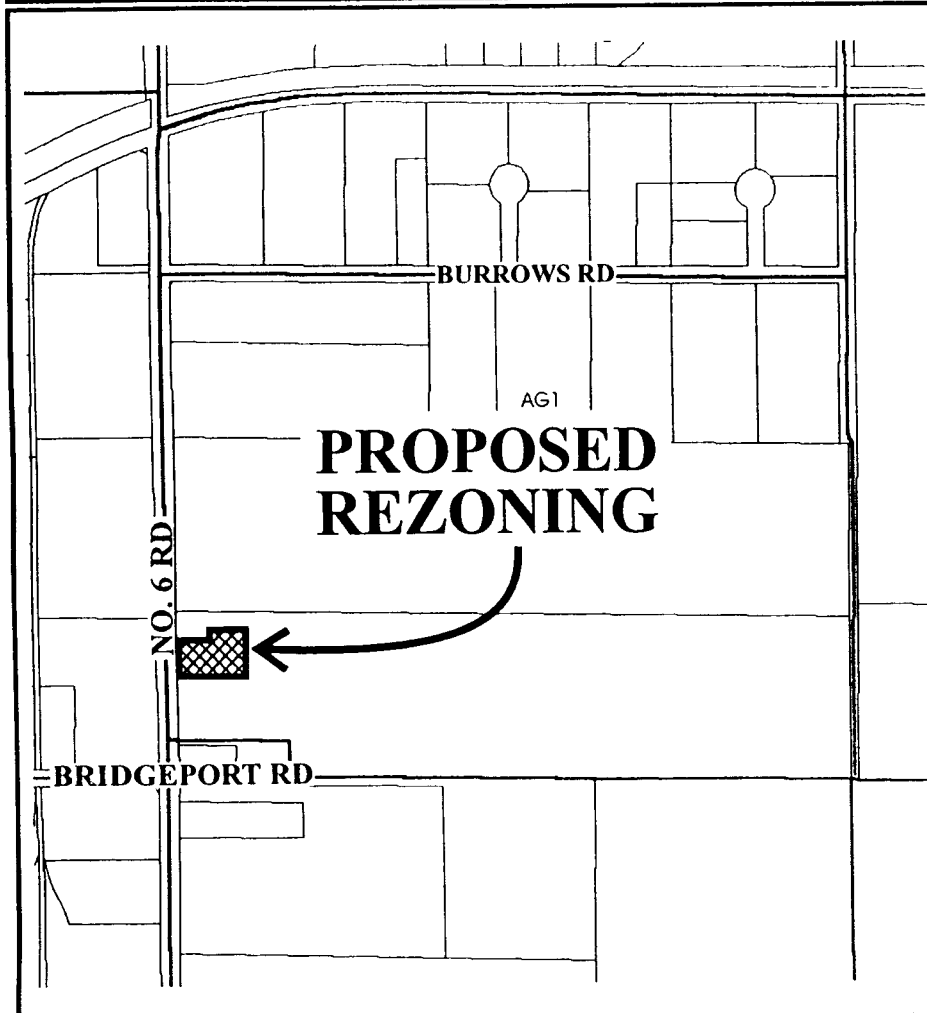 BURROWS RD
AG1
PROPOSED
REZONING
NO. 6 RD
BRIDGEPORT RD